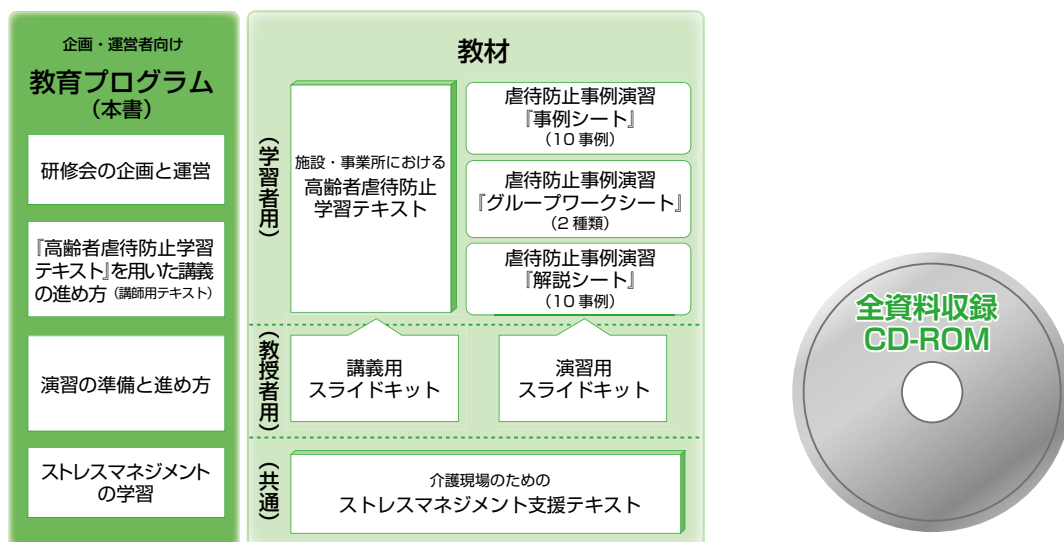 企画・運営者向け
教育プログラム
（本書）
研修会の企画と運営
『高齢者虐待防止学習
テキスト』を用いた講義
の進め方（講師用テキスト）
演習の準備と進め方
ストレスマネジメント
の学習
教材
（学習者用）
施設・事業所における
高齢者虐待防止
学習テキスト
虐待防止事例演習
『事例シート』
（10 事例）
虐待防止事例演習
『グループワークシート』
（2 種類）
虐待防止事例演習
『解説シート』
（10 事例）
（教授者用）
講義用
スライドキット
演習用
スライドキット
（共通）
介護現場のための
ストレスマネジメント支援テキスト
全資料収録
CD-ROM